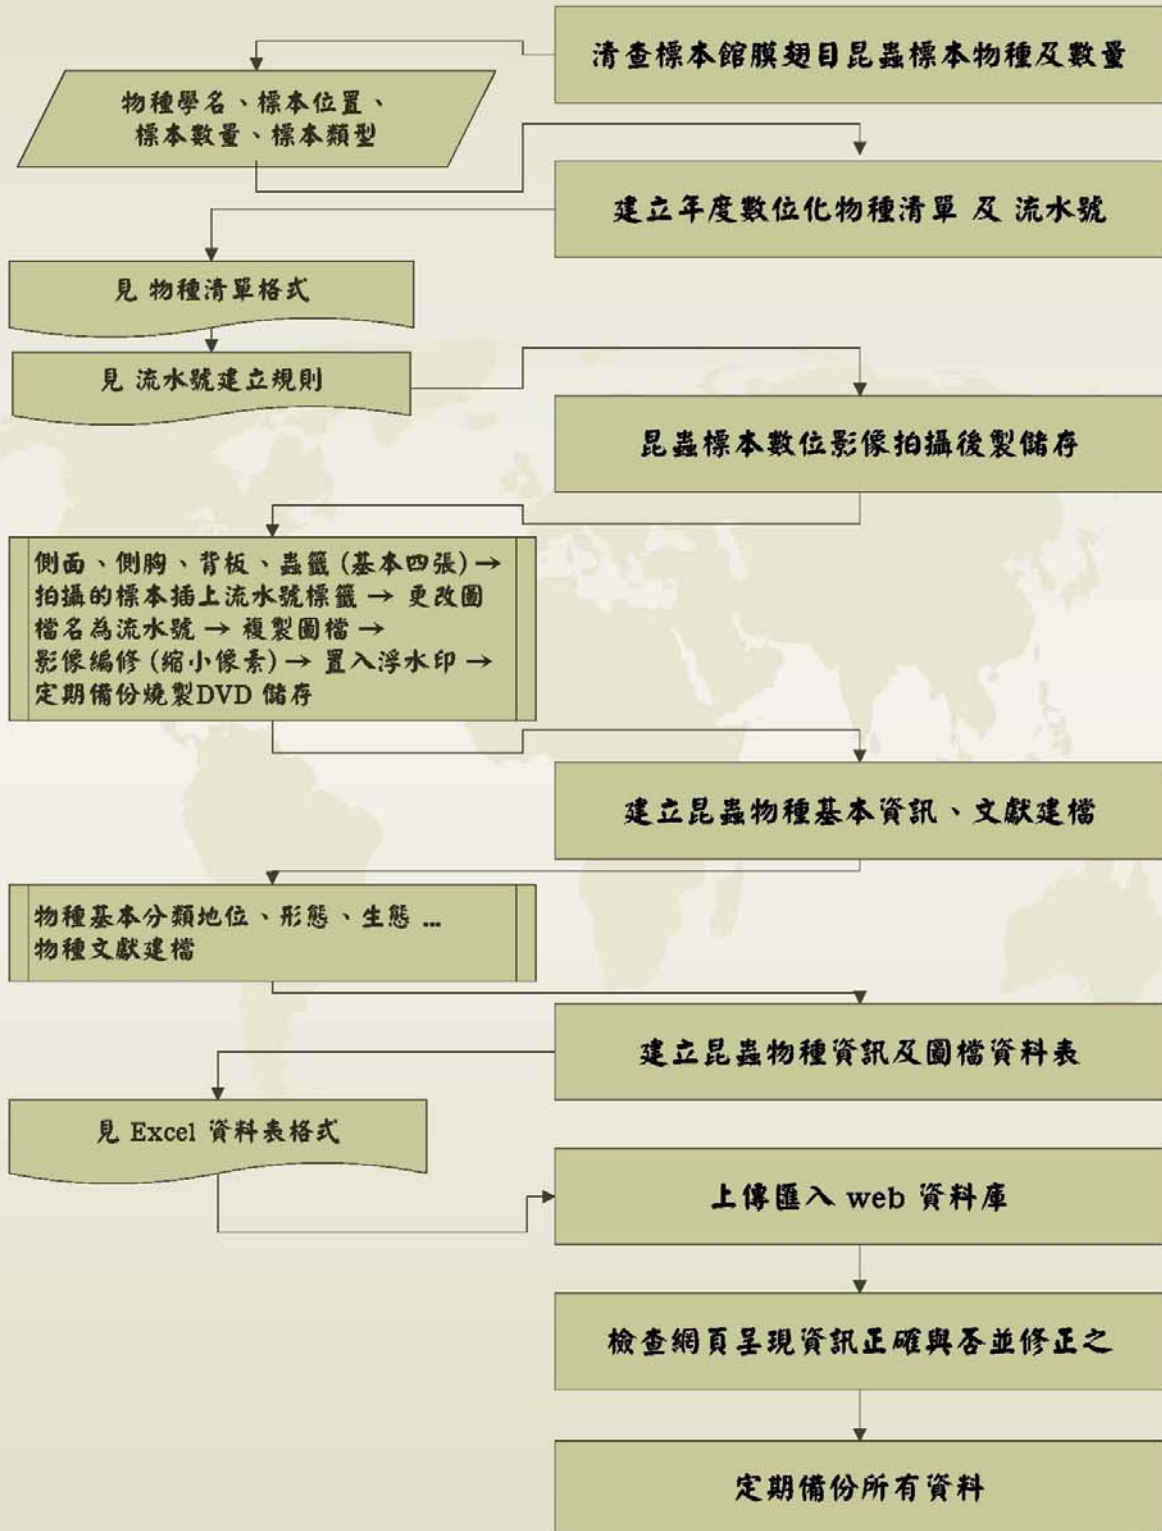 清查標本館膜翅目昆蟲標本物種及數量
物種學名、標本位置、
標本數量、標本類型
建立年度數位化物種清單 及 流水號
見 物種清單格式
見 流水號建立規則
昆蟲標本數位影像拍攝後製儲存
側面、側胸、背板、蟲籤 (基本四張) →
拍攝的標本插上流水號標籤 → 更改圖
檔名為流水號 → 複製圖檔 →
影像編修 (縮小像素) → 置入浮水印 →
定期備份燒製DVD 儲存
建立昆蟲物種基本資訊、文獻建檔
物種基本分類地位、形態、生態 ...
物種文獻建檔
建立昆蟲物種資訊及圖檔資料表
見 Excel 資料表格式
上傳匯入 web 資料庫
檢查網頁呈現資訊正確與否並修正之
定期備份所有資料